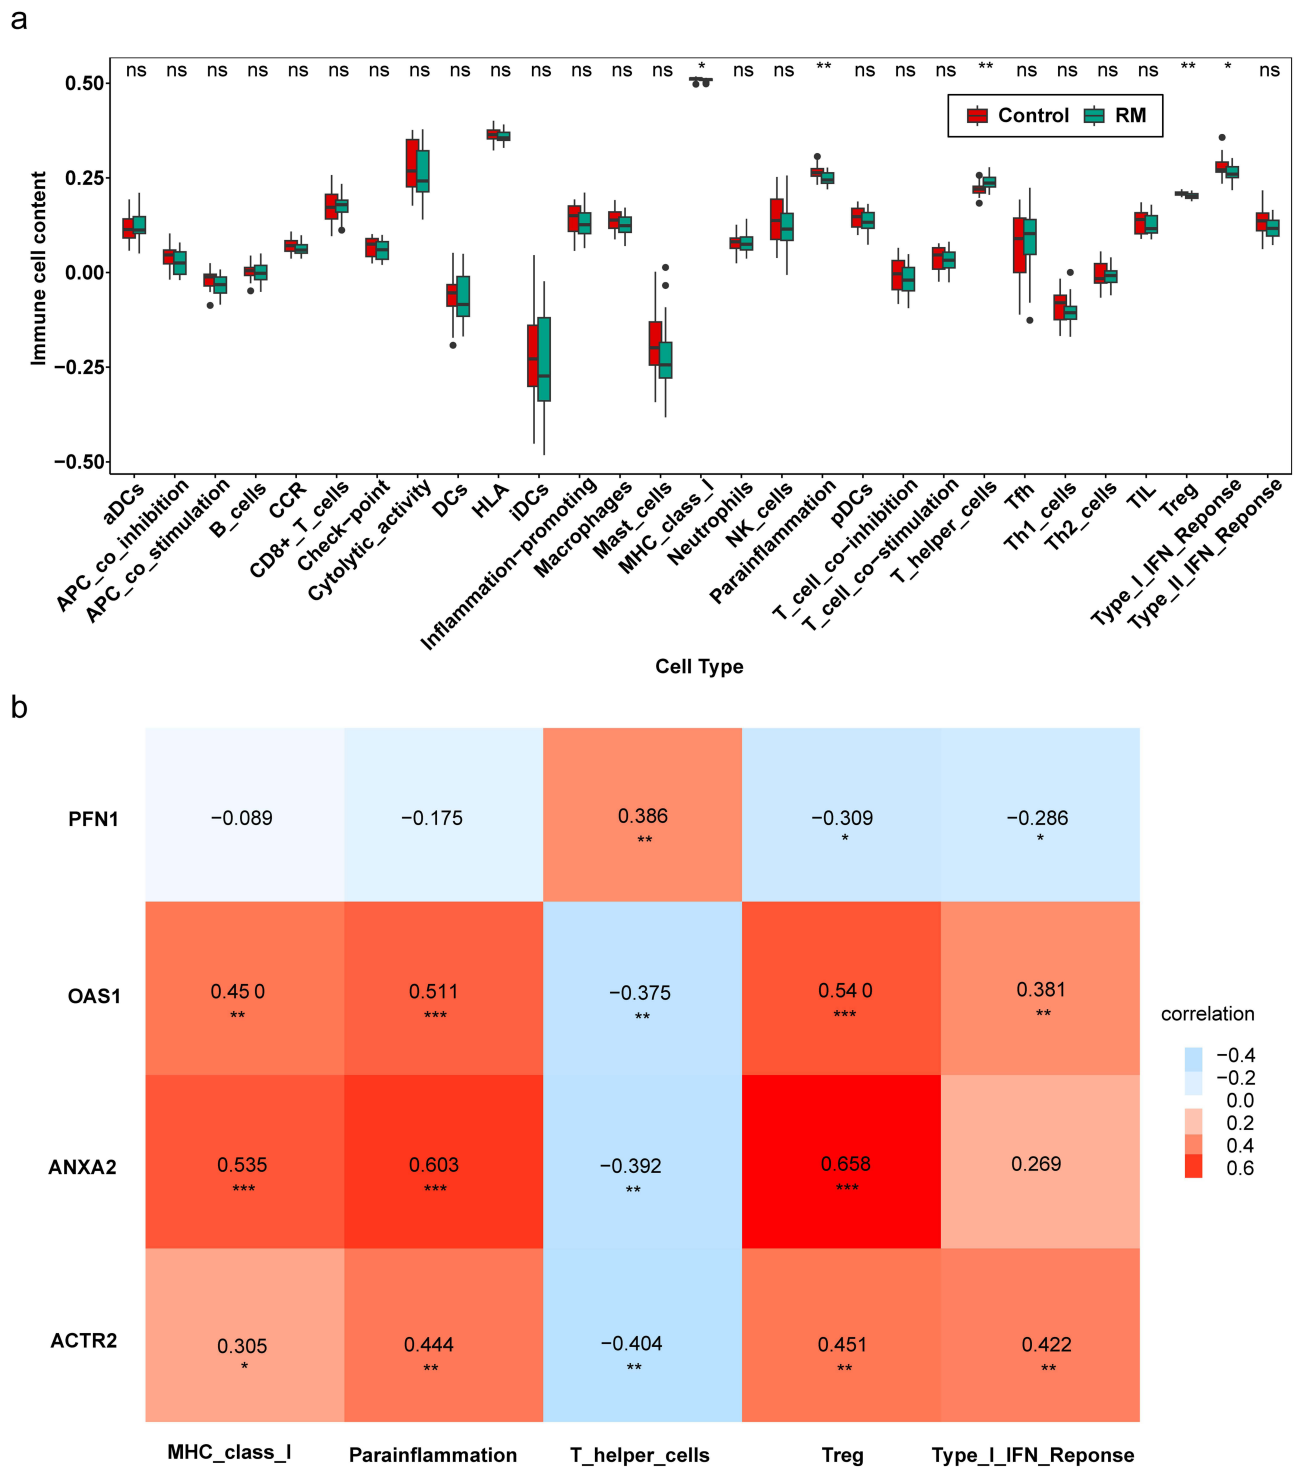 a
ns ns ns ns ns ns ns ns ns ns ns ns ns ns * ns ns ** ns ns ns ** ns ns ns ns ** * ns
Control RM
0.50
0.25
0.00
−0.25
−0.50
Immune cell content
aDCs
APC_co_inhibition
APC_co_stimulation
B_cells
CCR
CD8+_T_cells
Check−point
Cytolytic_activity
DCs
HLA
iDCs
Inflammation−promoting
Macrophages
Mast_cells
MHC_class_I
Neutrophils
NK_cells
Parainflammation
pDCs
T_cell_co−inhibition
T_cell_co−stimulation
T_helper_cells
Tfh
Th1_cells
Th2_cells
TIL
Treg
Type_I_IFN_Reponse
Type_II_IFN_Reponse
Cell Type
b
PFN1 −0.089 −0.175 0.386 −0.309 −0.286
** * *
OAS1 0.45 0 0.511 −0.375 0.54 0 0.381
** *** ** *** **
ANXA2 0.535 0.603 −0.392 0.658 0.269
*** *** ** ***
ACTR2 0.305 0.444 −0.404 0.451 0.422
* ** ** ** **
MHC_class_I Parainflammation T_helper_cells Treg Type_I_IFN_Reponse
correlation
−0.4
−0.2
0.0
0.2
0.4
0.6